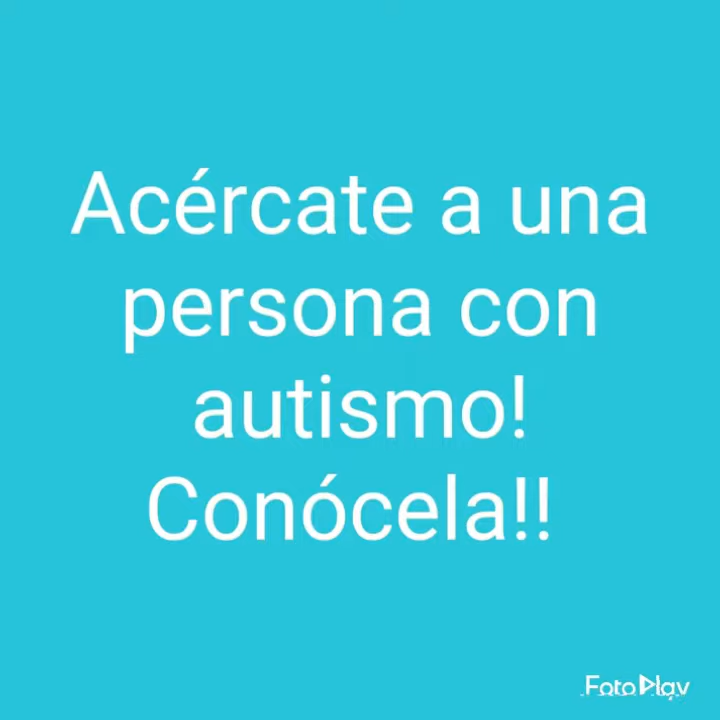 Acércate a una
persona con
autismo!
Conócela!!
FotoPlay